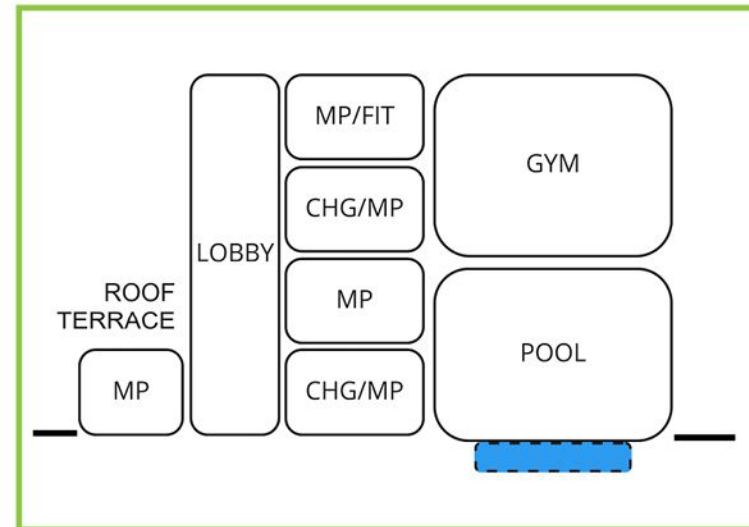 MP/FIT
GYM
CHG/MP
LOBBY
ROOF
TERRACE
MP
POOL
MP
CHG/MP